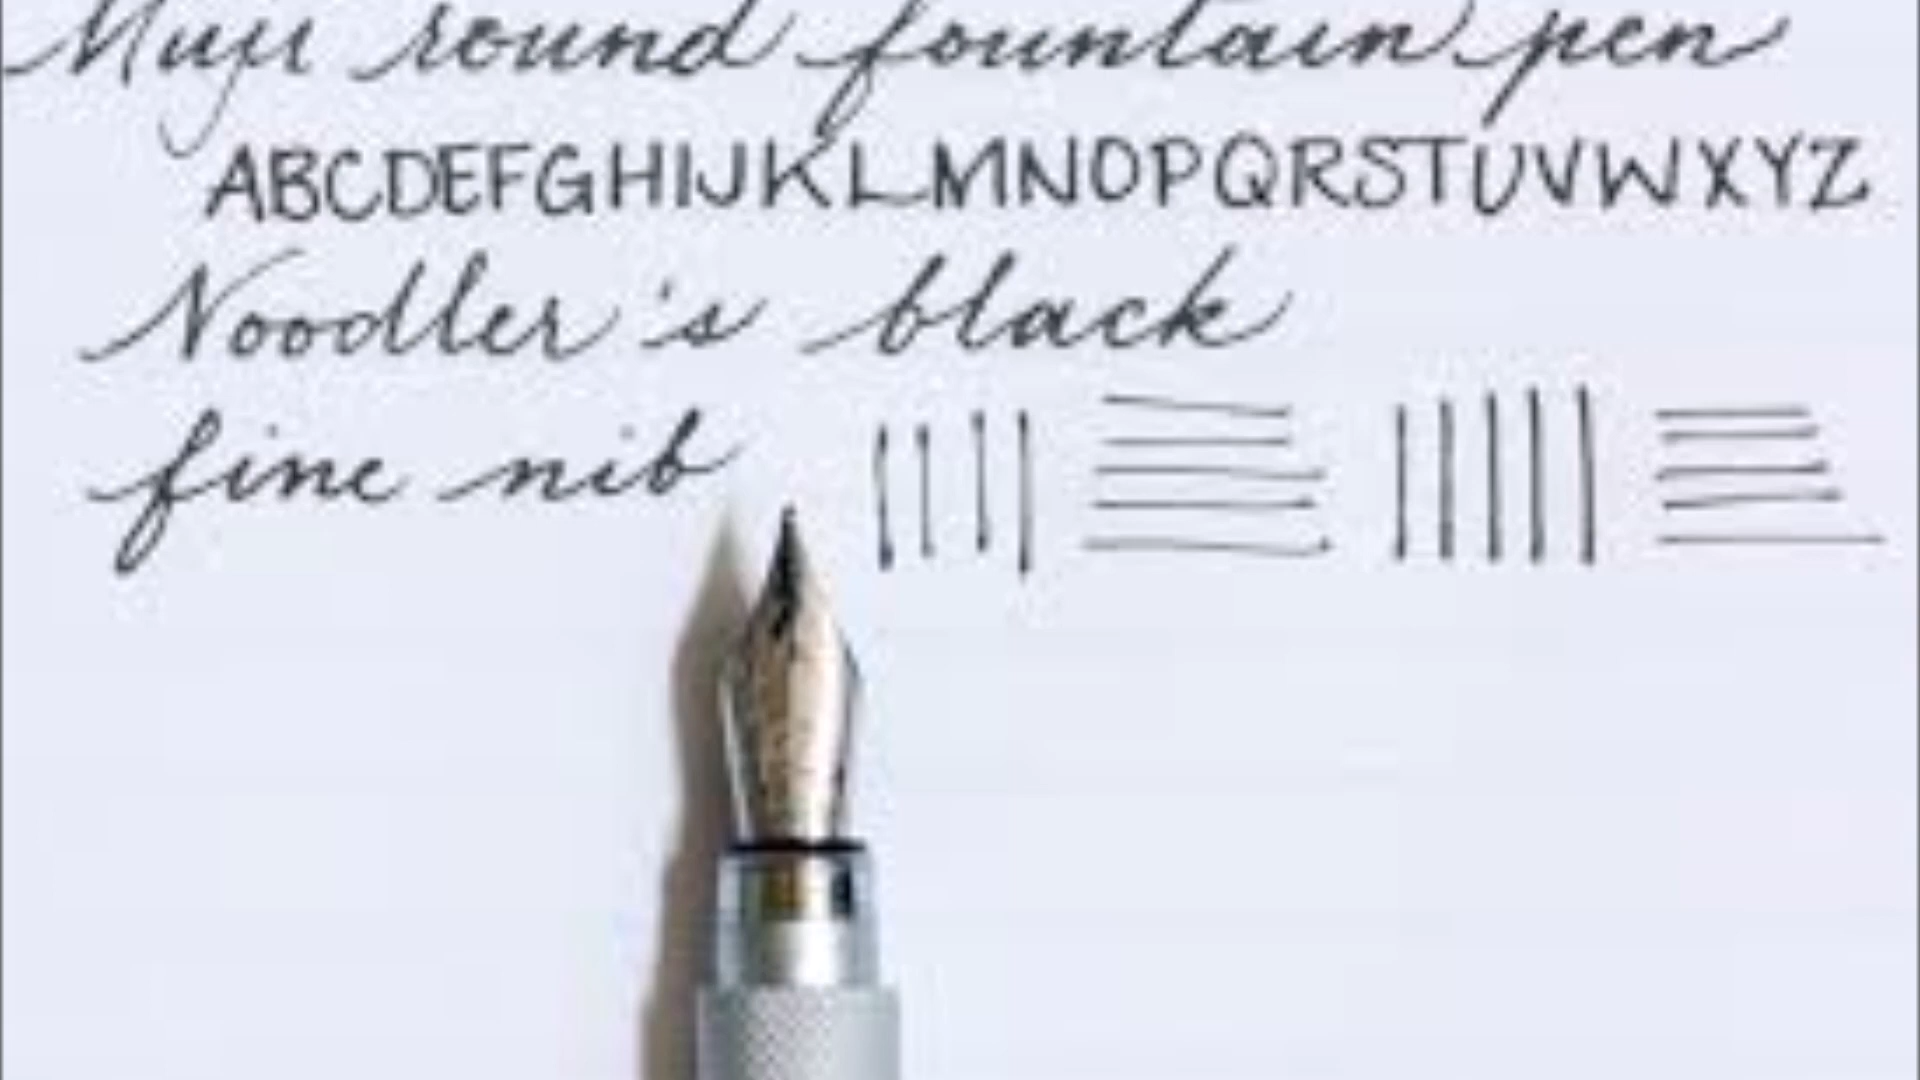 Muji round fountain pen
ABCDEFGHIJKLMNOPQRSTUVWXYZ
Noodler's black
fine nib